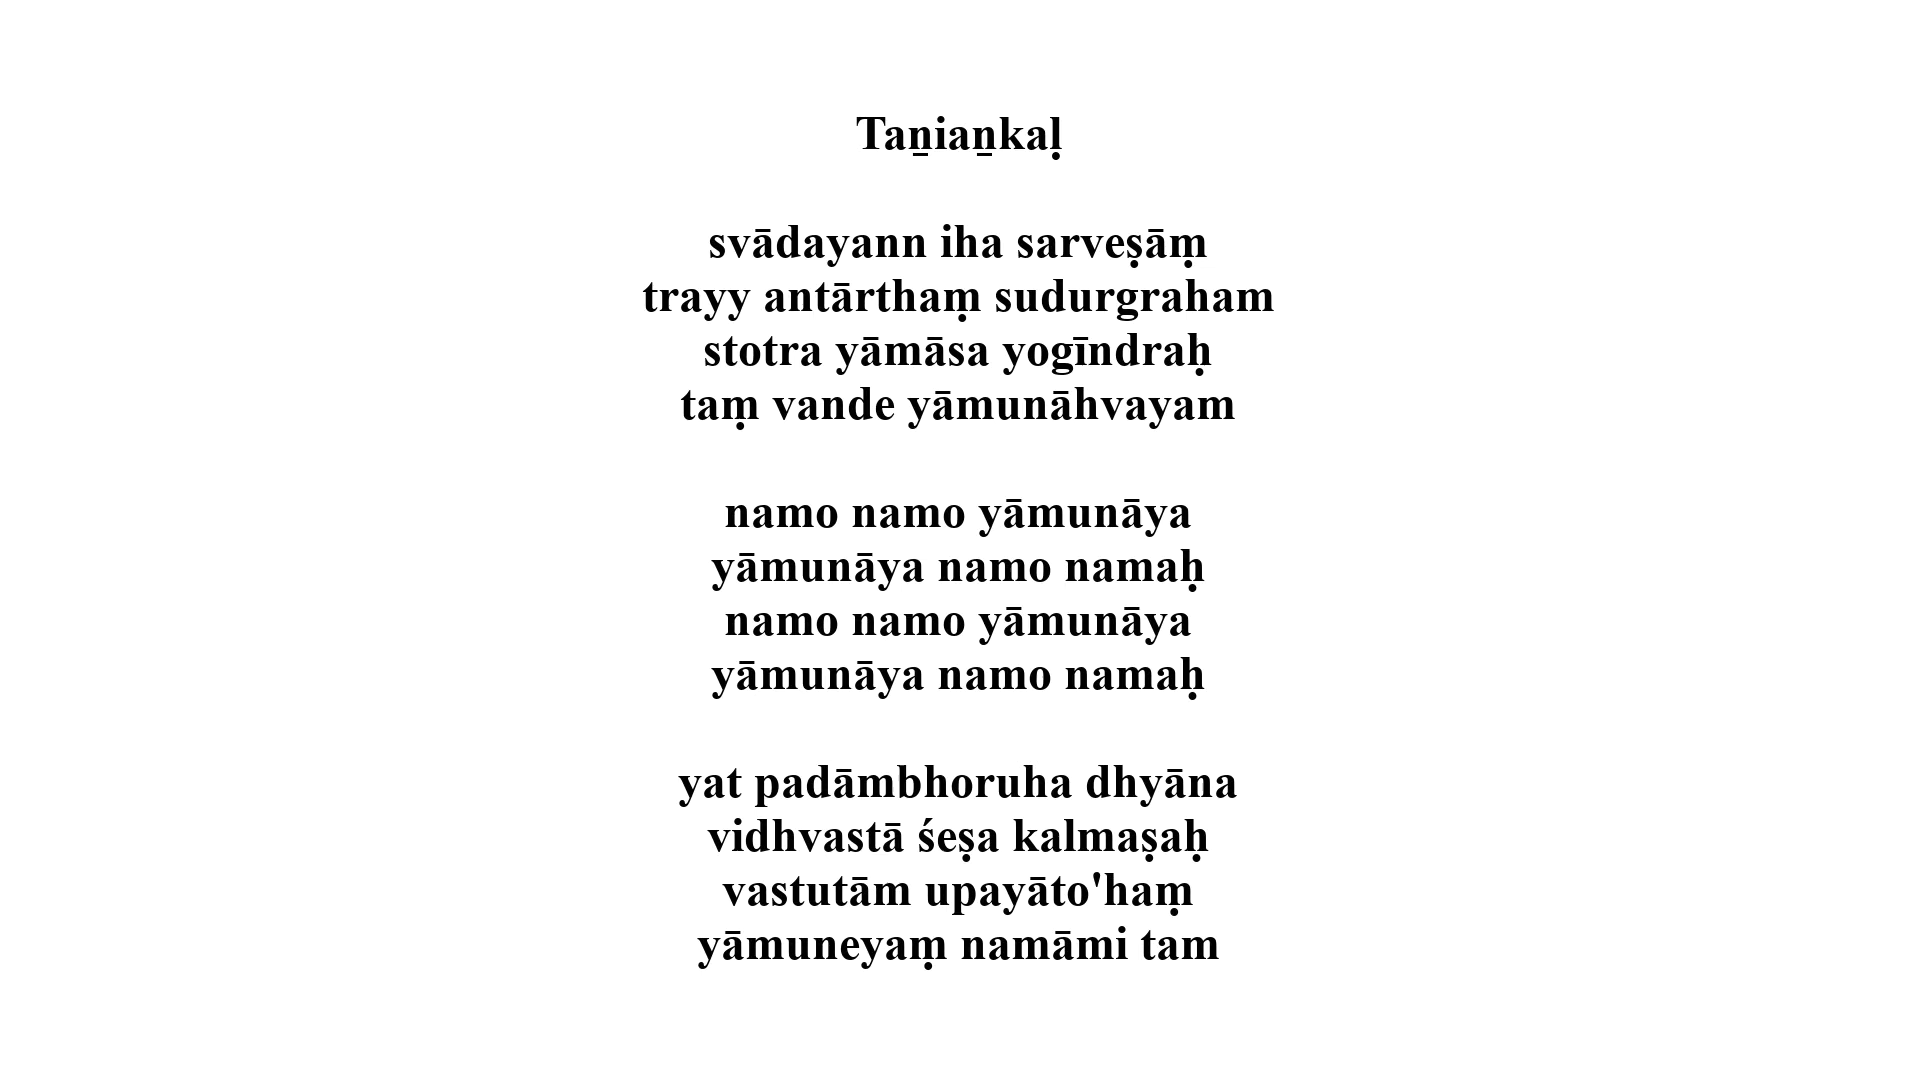 Taṉiaṉkaḷ
svādayann iha sarveṣāṃ
trayy antārthaṃ sudurgraham
stotra yāmāsa yogīndraḥ
taṃ vande yāmunāhvayam
namo namo yāmunāya
yāmunāya namo namaḥ
namo namo yāmunāya
yāmunāya namo namaḥ
yat padāmbhoruha dhyāna
vidhvastā śeṣa kalmaṣaḥ
vastutām upayāto'haṃ
yāmuneyaṃ namāmi tam